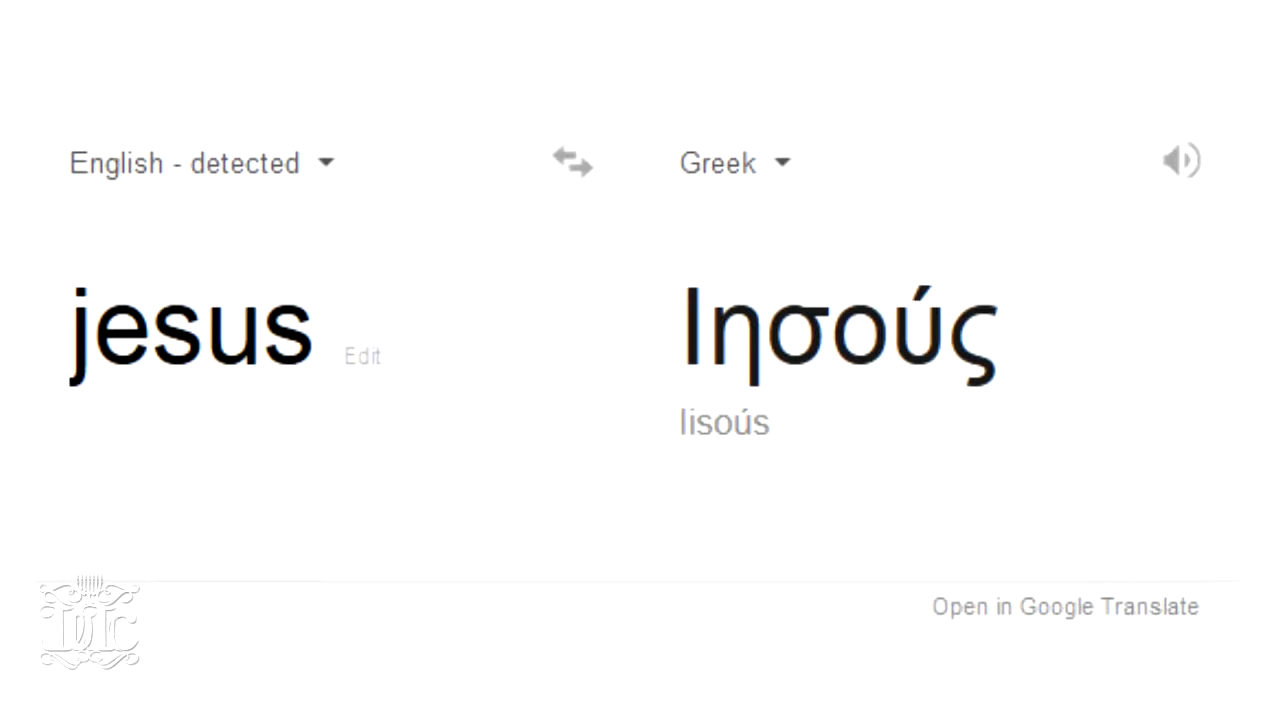 English - detected
Greek
jesus Edit
Ιησούς
Iisoús
Open in Google Translate